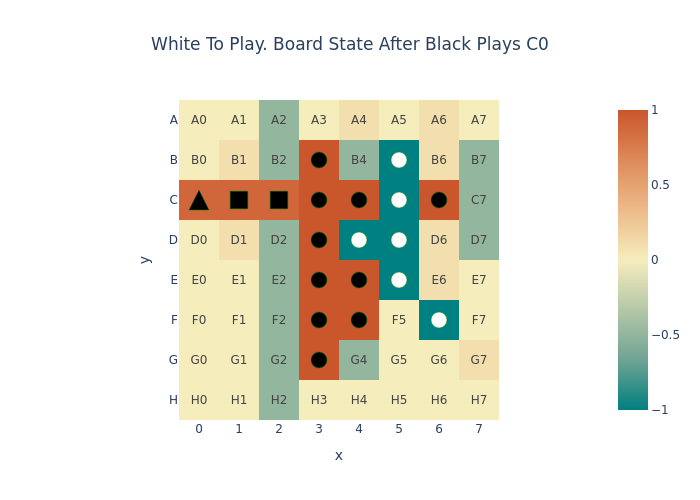 White To Play. Board State After Black Plays C0
A A0 A1 A2 A3 A4 A5 A6 A7
B B0 B1 B2 B4 B6 B7
C C7
D D0 D1 D2 D6 D7
E E0 E1 E2 E6 E7
F F0 F1 F2 F5 F7
G G0 G1 G2 G4 G5 G6 G7
H H0 H1 H2 H3 H4 H5 H6 H7
0 1 2 3 4 5 6 7
x
y
1
0.5
0
−0.5
−1